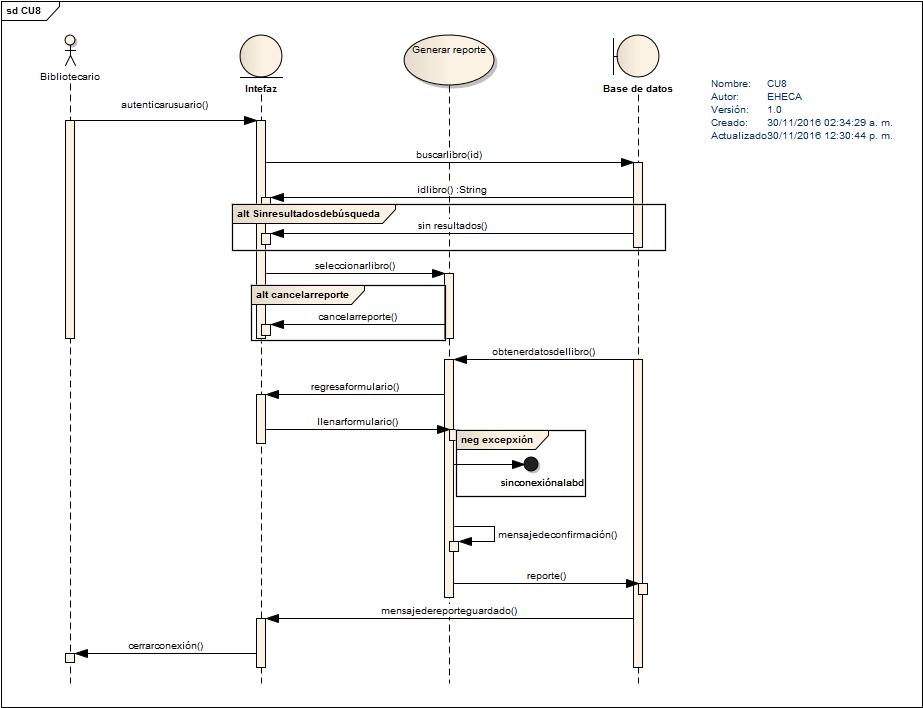 sd CU8
Generar reporte
Bibliotecario
Intefaz
Base de datos
Nombre: CU8
Autor: EHECA
Versión: 1.0
Creado: 30/11/2016 02:34:29 a. m.
Actualizado30/11/2016 12:30:44 p. m.
autenticarusuario()
buscarlibro(id)
idlibro() :String
alt Sinresultadosdebúsqueda
sin resultados()
seleccionarlibro()
alt cancelarreporte
cancelarreporte()
obtenerdatosdellibro()
regresaformulario()
llenarformulario()
neg excepxión
sinconexiónalabd
mensajedeconfirmación()
reporte()
mensajedereporteguardado()
cerrarconexión()